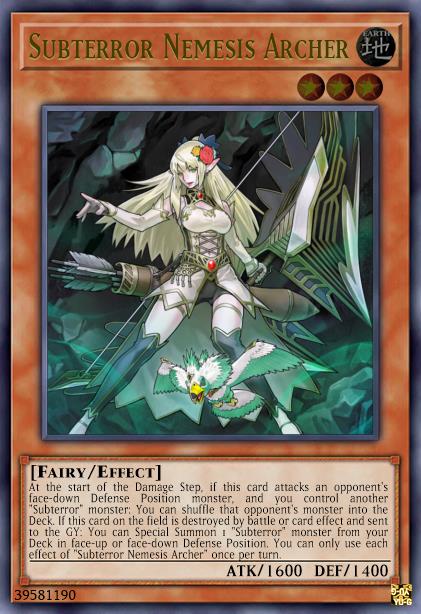 Subterror Nemesis Archer
EARTH
地
[Fairy/Effect]
At the start of the Damage Step, if this card attacks an opponent's
face-down Defense Position monster, and you control another
"Subterror" monster: You can shuffle that opponent's monster into the
Deck. If this card on the field is destroyed by battle or card effect and sent
to the GY: You can Special Summon 1 "Subterror" monster from your
Deck in face-up or face-down Defense Position. You can only use each
effect of "Subterror Nemesis Archer" once per turn.
ATK/1600 DEF/1400
39581190